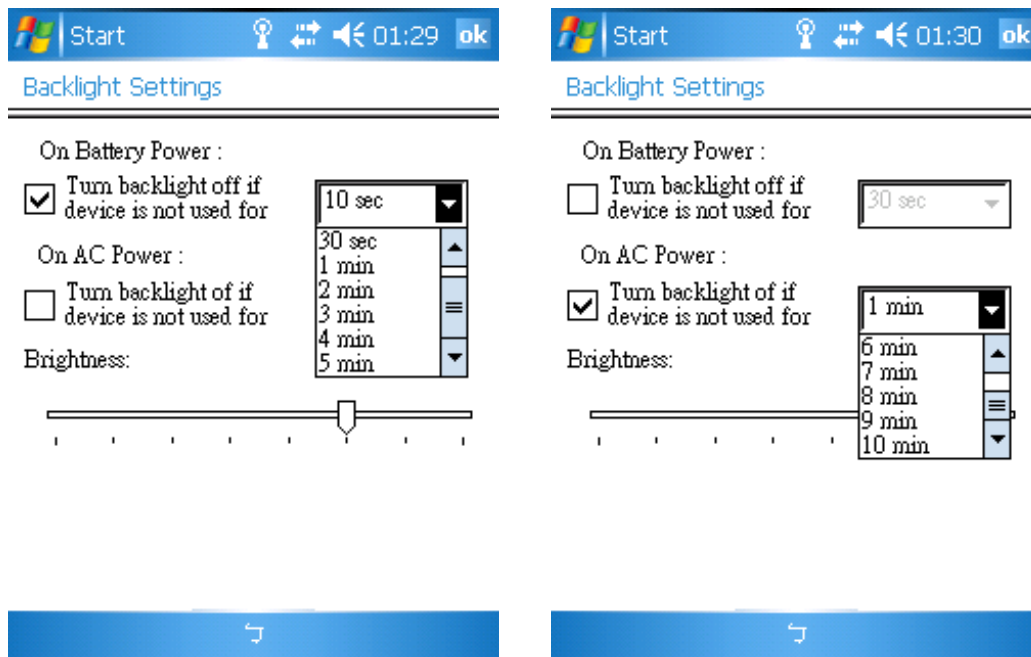 Start 01:29 ok
Backlight Settings
On Battery Power :
Turn backlight off if
device is not used for
10 sec
30 sec
1 min
2 min
3 min
4 min
5 min
On AC Power :
Turn backlight of if
device is not used for
Brightness:
Start 01:30 ok
Backlight Settings
On Battery Power :
Turn backlight off if
device is not used for
30 sec
On AC Power :
Turn backlight of if
device is not used for
1 min
6 min
7 min
8 min
9 min
10 min
Brightness: